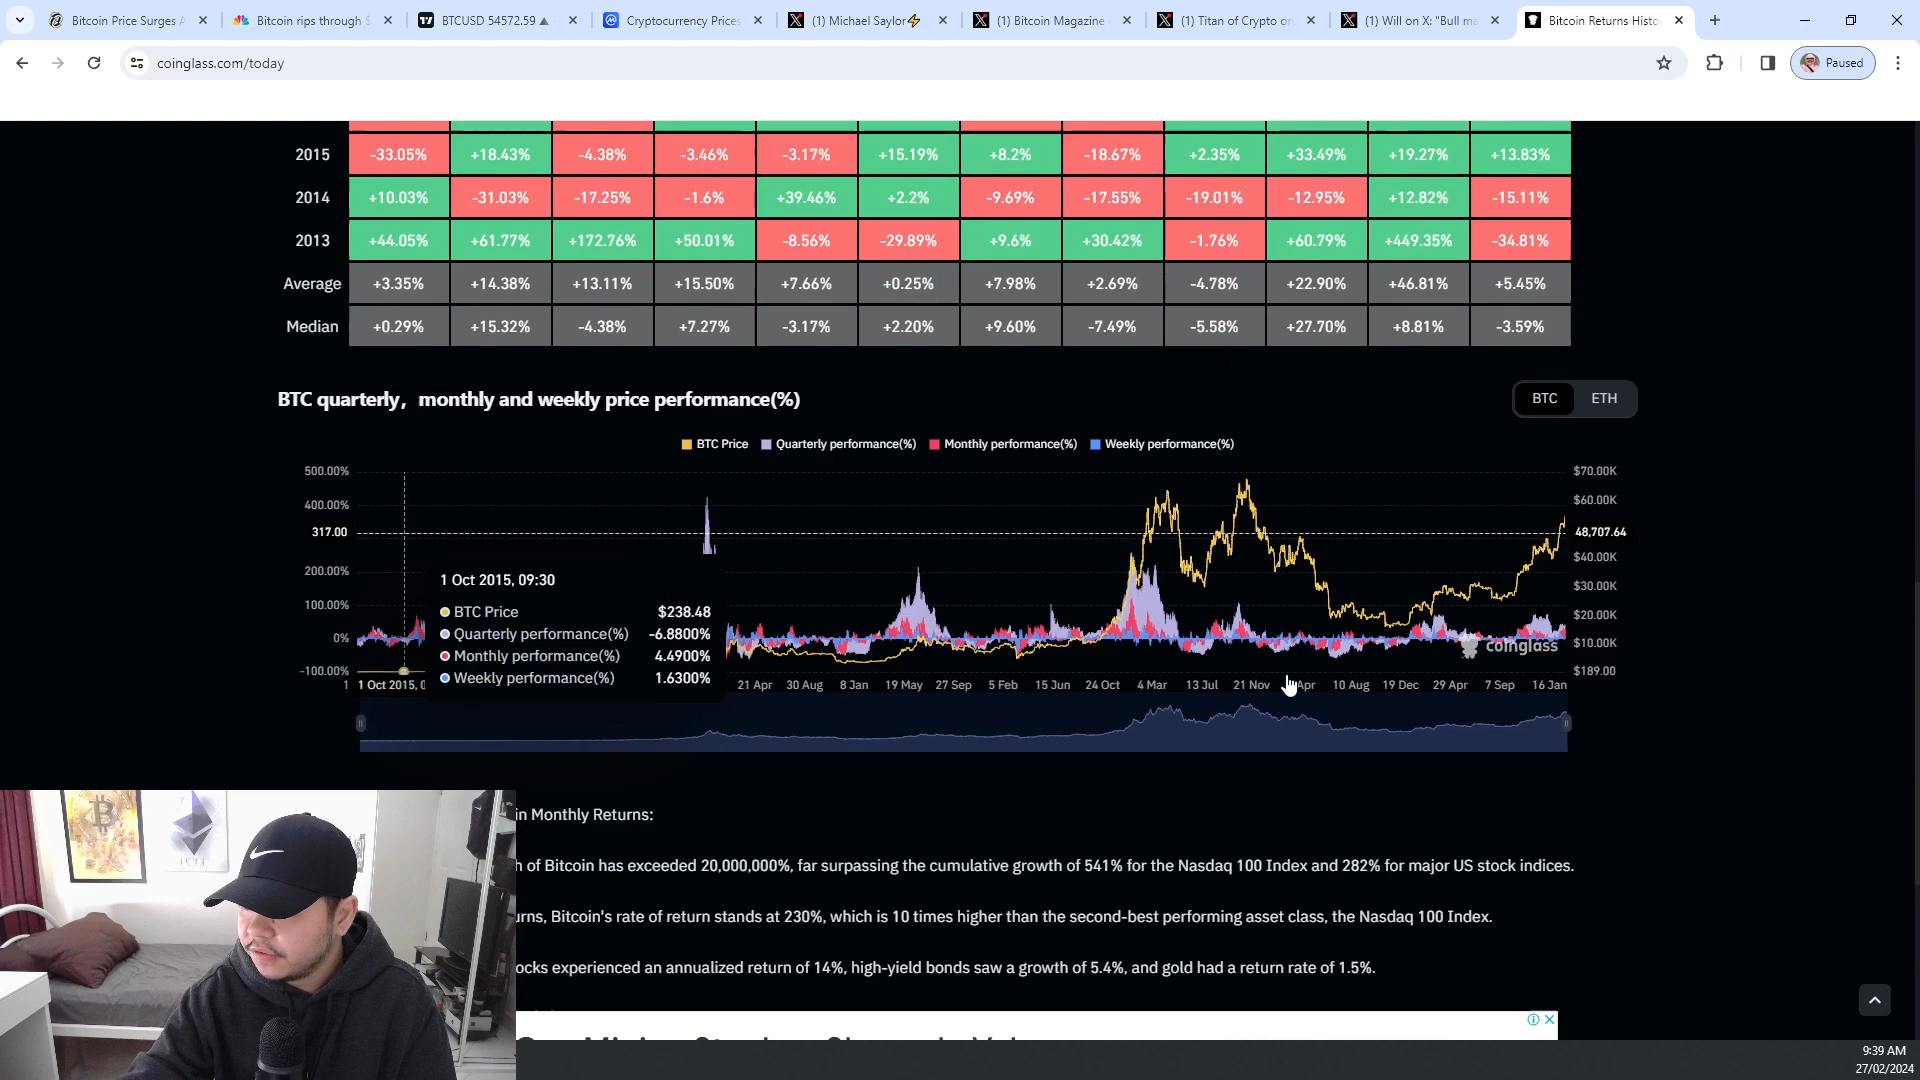 Bitcoin Price Surges A
Bitcoin rips through $
BTCUSD 54572.59 ▲
Cryptocurrency Prices
(1) Michael Saylor⚡
(1) Bitcoin Magazine
(1) Titan of Crypto on
(1) Will on X: "Bull ma
Bitcoin Returns Histo
coinglass.com/today
Paused
2015 -33.05% +18.43% -4.38% -3.46% -3.17% +15.19% +8.2% -18.67% +2.35% +33.49% +19.27% +13.83%
2014 +10.03% -31.03% -17.25% -1.6% +39.46% +2.2% -9.69% -17.55% -19.01% -12.95% +12.82% -15.11%
2013 +44.05% +61.77% +172.76% +50.01% -8.56% -29.89% +9.6% +30.42% -1.76% +60.79% +449.35% -34.81%
Average +3.35% +14.38% +13.11% +15.50% +7.66% +0.25% +7.98% +2.69% -4.78% +22.90% +46.81% +5.45%
Median +0.29% +15.32% -4.38% +7.27% -3.17% +2.20% +9.60% -7.49% -5.58% +27.70% +8.81% -3.59%
BTC quarterly，monthly and weekly price performance(%)
BTC ETH
BTC Price Quarterly performance(%) Monthly performance(%) Weekly performance(%)
500.00% $70.00K
400.00% $60.00K
317.00 48,707.64
200.00% $40.00K
$30.00K
100.00% $20.00K
0% $10.00K
-100.00% $189.00
1 Oct 2015, 09:30
BTC Price $238.48
Quarterly performance(%) -6.8800%
Monthly performance(%) 4.4900%
Weekly performance(%) 1.6300%
coinglass
1 1 Oct 2015, 0 21 Apr 30 Aug 8 Jan 19 May 27 Sep 5 Feb 15 Jun 24 Oct 4 Mar 13 Jul 21 Nov Apr 10 Aug 19 Dec 29 Apr 7 Sep 16 Jan
in Monthly Returns:
h of Bitcoin has exceeded 20,000,000%, far surpassing the cumulative growth of 541% for the Nasdaq 100 Index and 282% for major US stock indices.
urns, Bitcoin's rate of return stands at 230%, which is 10 times higher than the second-best performing asset class, the Nasdaq 100 Index.
ocks experienced an annualized return of 14%, high-yield bonds saw a growth of 5.4%, and gold had a return rate of 1.5%.
HODL
9:39 AM
27/02/2024